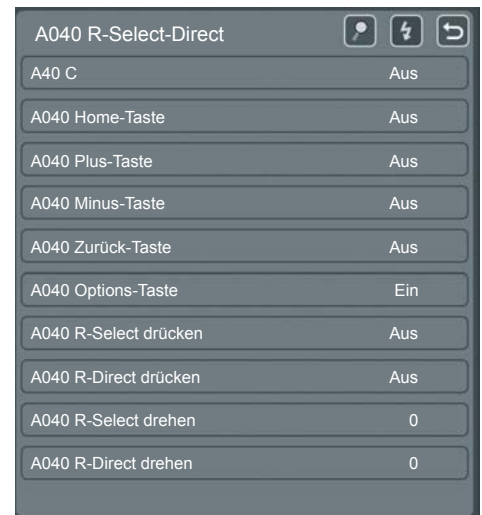 A040 R-Select-Direct
A40 C Aus
A040 Home-Taste Aus
A040 Plus-Taste Aus
A040 Minus-Taste Aus
A040 Zurück-Taste Aus
A040 Options-Taste Ein
A040 R-Select drücken Aus
A040 R-Direct drücken Aus
A040 R-Select drehen 0
A040 R-Direct drehen 0